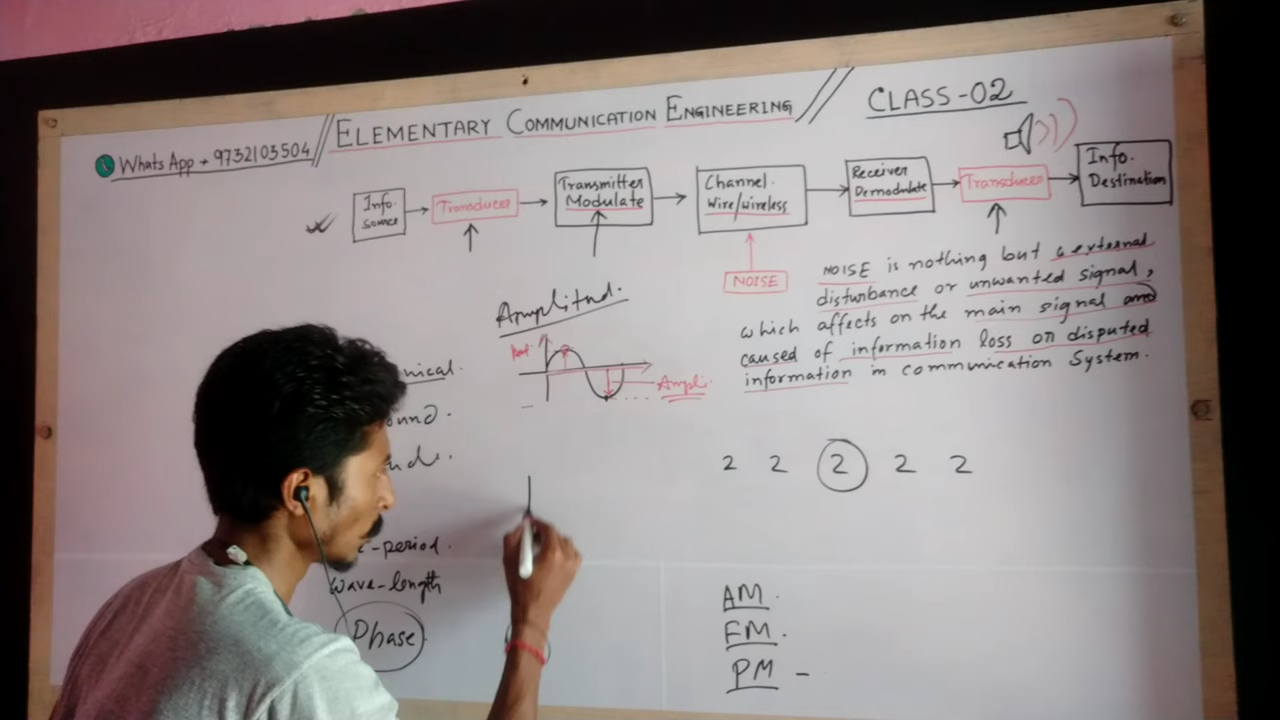 WhatsApp → 9732103504 // ELEMENTARY COMMUNICATION ENGINEERING // CLASS-02
Info. source
Transducer
Transmitter Modulate
Channel. Wire/wireless
Receiver Demodulate
Transducer
Info. Destination
NOISE
NOISE is nothing but a external
disturbance or unwanted signal,
which affects on the main signal and
caused of information loss or disputed
information in communication System.
Amplitud.
Ampli.
2 2 2 2 2
-period.
Wave-length
Phase
AM.
FM.
PM -